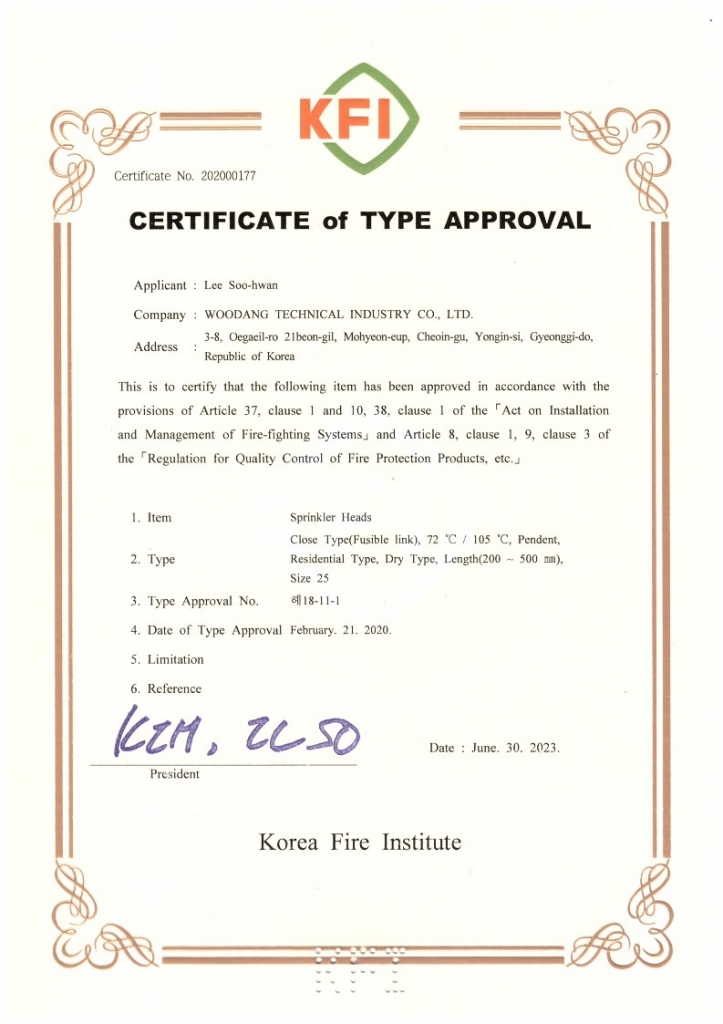 KFI
Certificate No. 202000177
CERTIFICATE of TYPE APPROVAL
Applicant : Lee Soo-hwan
Company : WOODANG TECHNICAL INDUSTRY CO., LTD.
Address : 3-8, Oegaeil-ro 21beon-gil, Mohyeon-eup, Cheoin-gu, Yongin-si, Gyeonggi-do,
Republic of Korea
This is to certify that the following item has been approved in accordance with the
provisions of Article 37, clause 1 and 10, 38, clause 1 of the「Act on Installation
and Management of Fire-fighting Systems」and Article 8, clause 1, 9, clause 3 of
the「Regulation for Quality Control of Fire Protection Products, etc.」
1. Item Sprinkler Heads
2. Type Close Type(Fusible link), 72 ℃ / 105 ℃, Pendent,
Residential Type, Dry Type, Length(200 ~ 500 ㎜),
Size 25
3. Type Approval No. 헤18-11-1
4. Date of Type Approval February. 21. 2020.
5. Limitation
6. Reference
President
Date : June. 30. 2023.
Korea Fire Institute
KFI